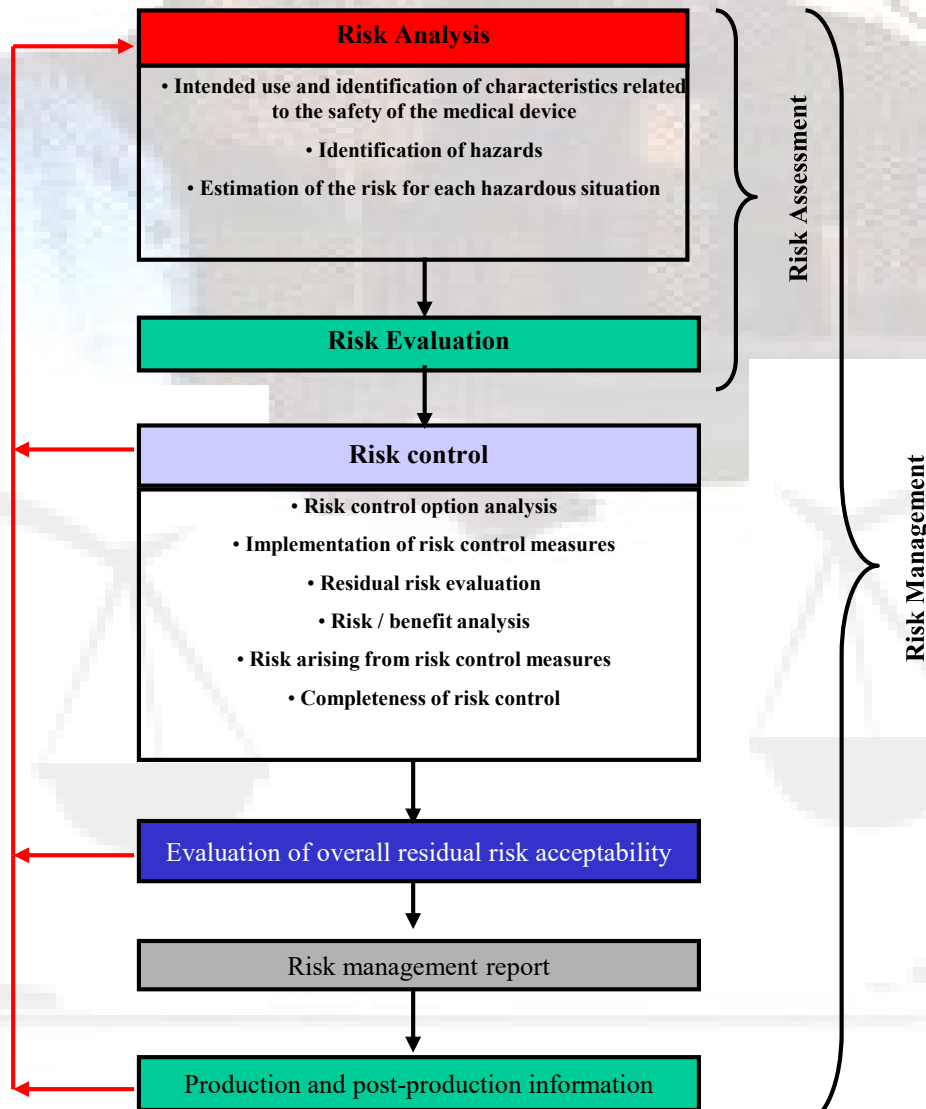 Risk Analysis
• Intended use and identification of characteristics related
to the safety of the medical device
• Identification of hazards
• Estimation of the risk for each hazardous situation
Risk Assessment
Risk Evaluation
Risk control
• Risk control option analysis
• Implementation of risk control measures
• Residual risk evaluation
• Risk / benefit analysis
• Risk arising from risk control measures
• Completeness of risk control
Risk Management
Evaluation of overall residual risk acceptability
Risk management report
Production and post-production information